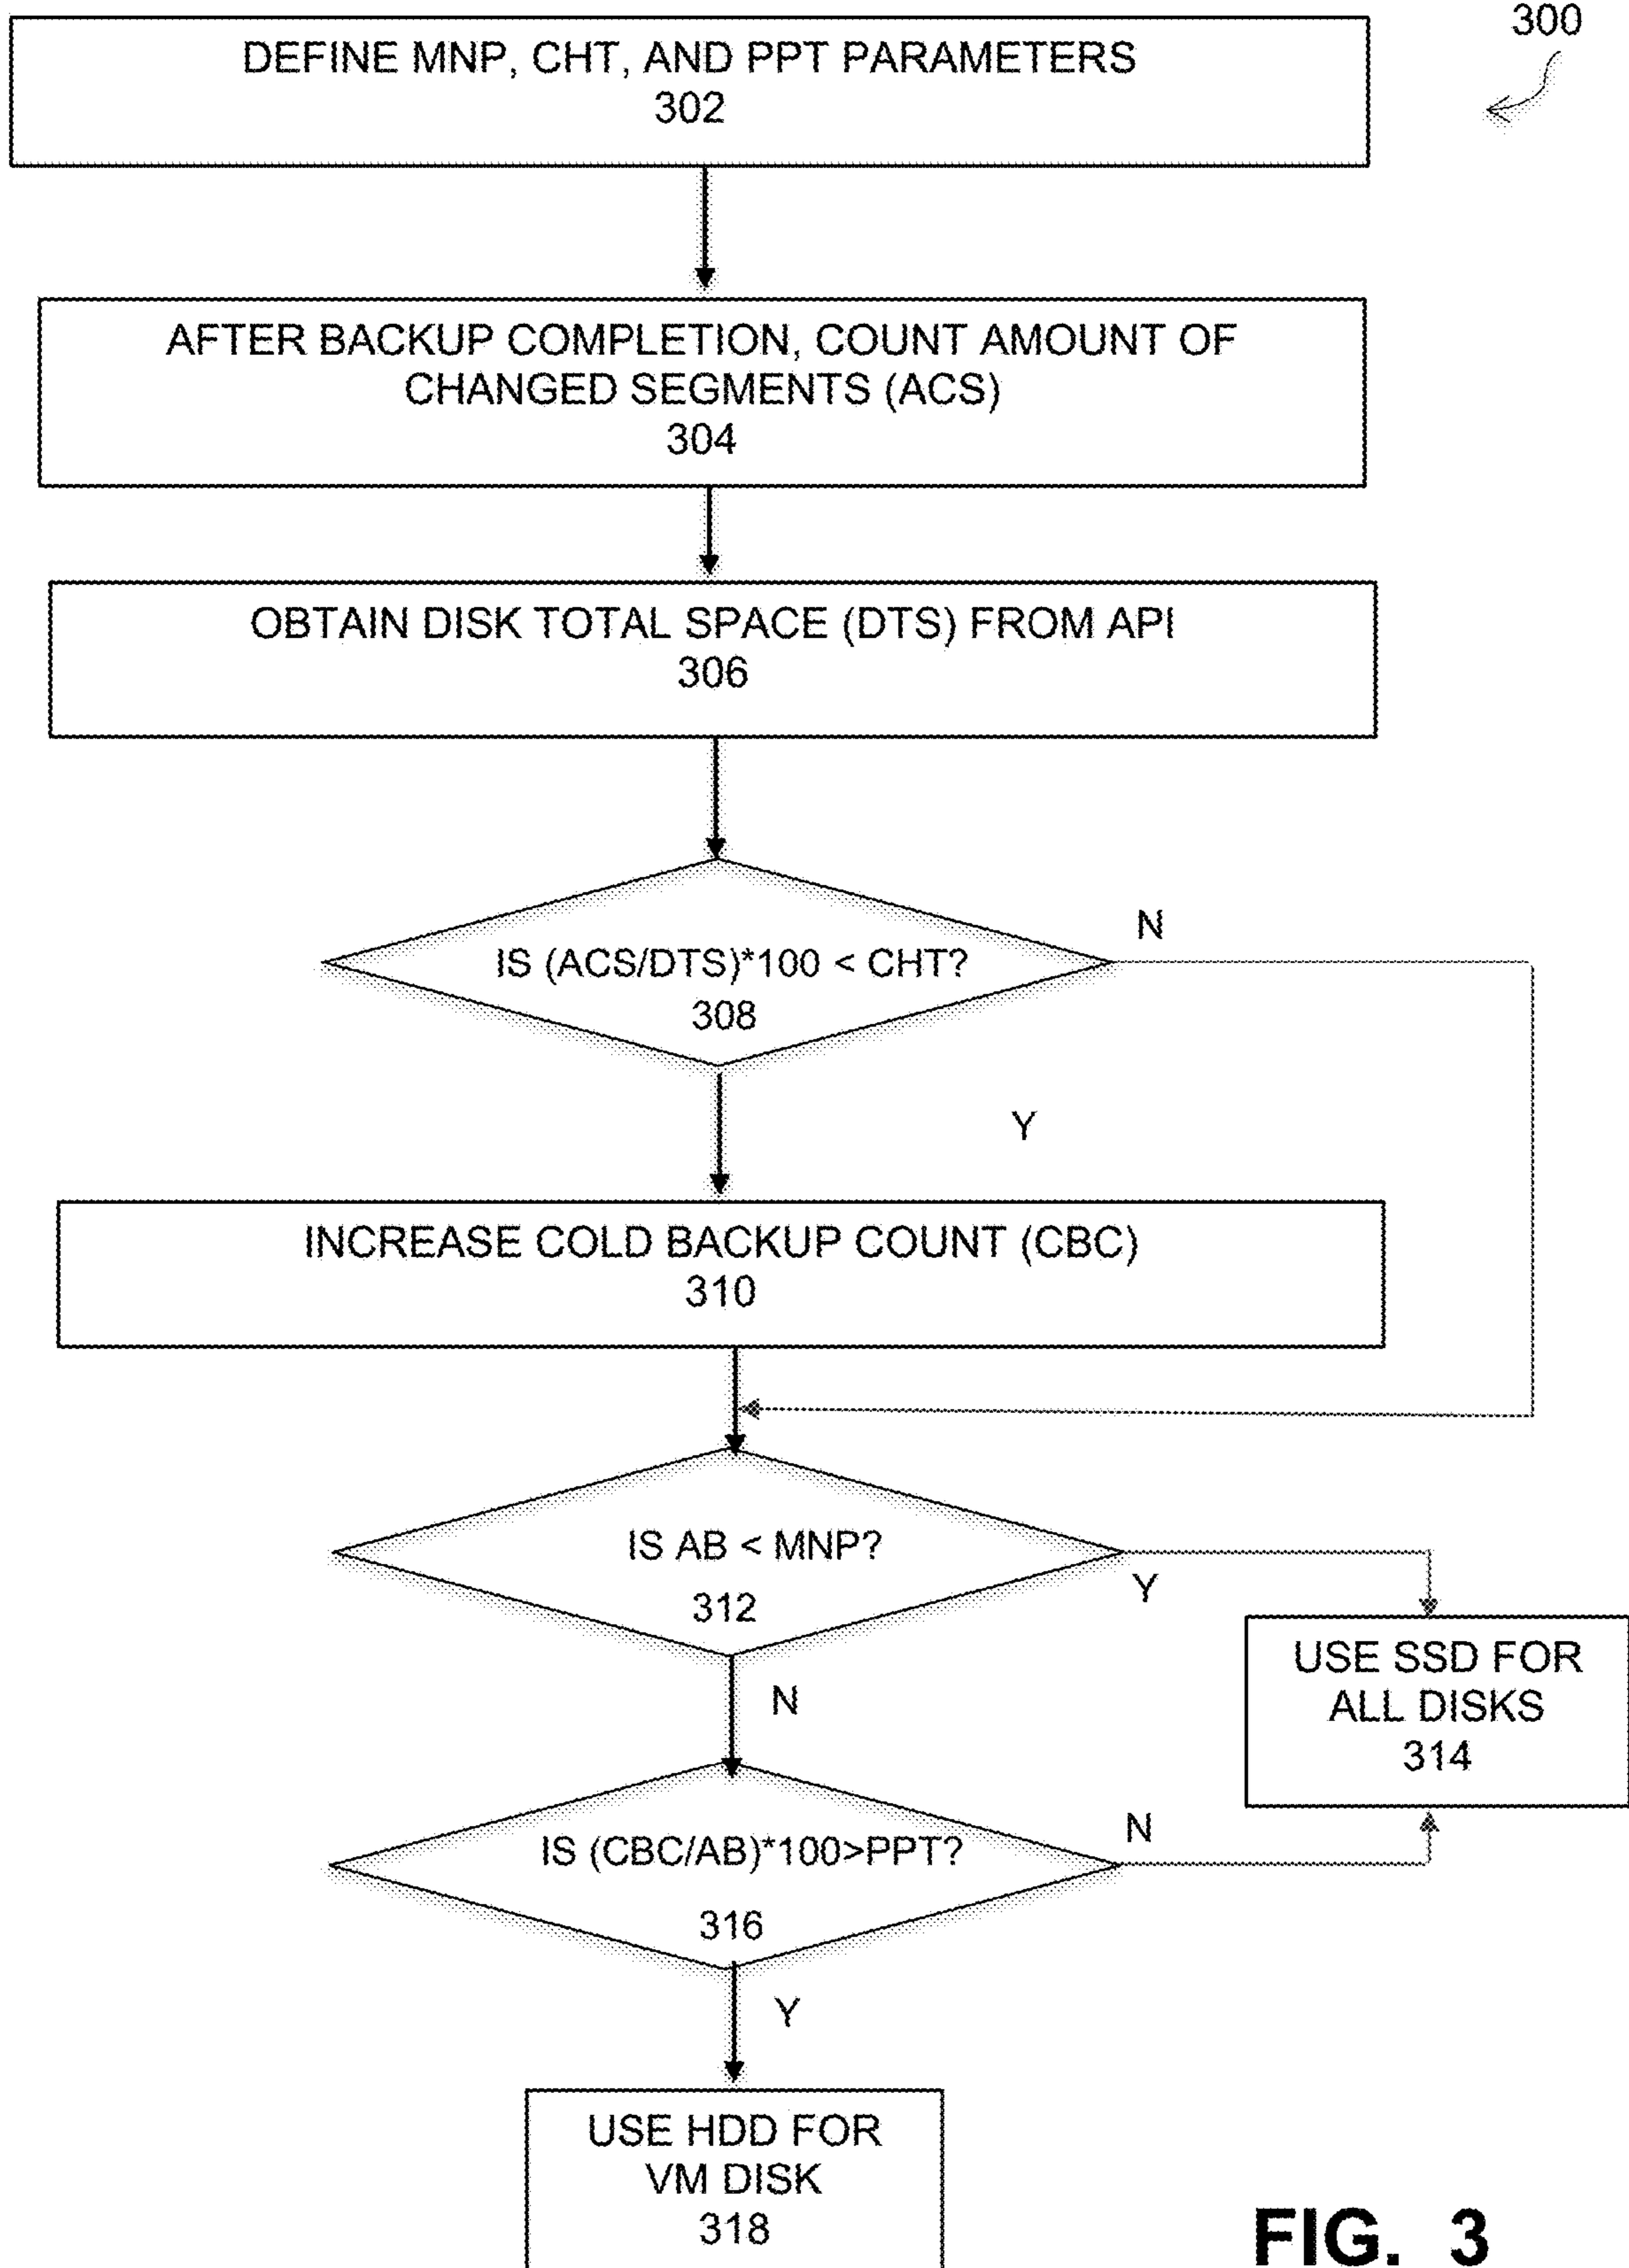 300
DEFINE MNP, CHT, AND PPT PARAMETERS
302
AFTER BACKUP COMPLETION, COUNT AMOUNT OF
CHANGED SEGMENTS (ACS)
304
OBTAIN DISK TOTAL SPACE (DTS) FROM API
306
N
IS (ACS/DTS)*100 < CHT?
308
Y
INCREASE COLD BACKUP COUNT (CBC)
310
IS AB < MNP?
312
Y
USE SSD FOR
ALL DISKS
314
N
IS (CBC/AB)*100>PPT?
316
N
Y
USE HDD FOR
VM DISK
318
FIG. 3